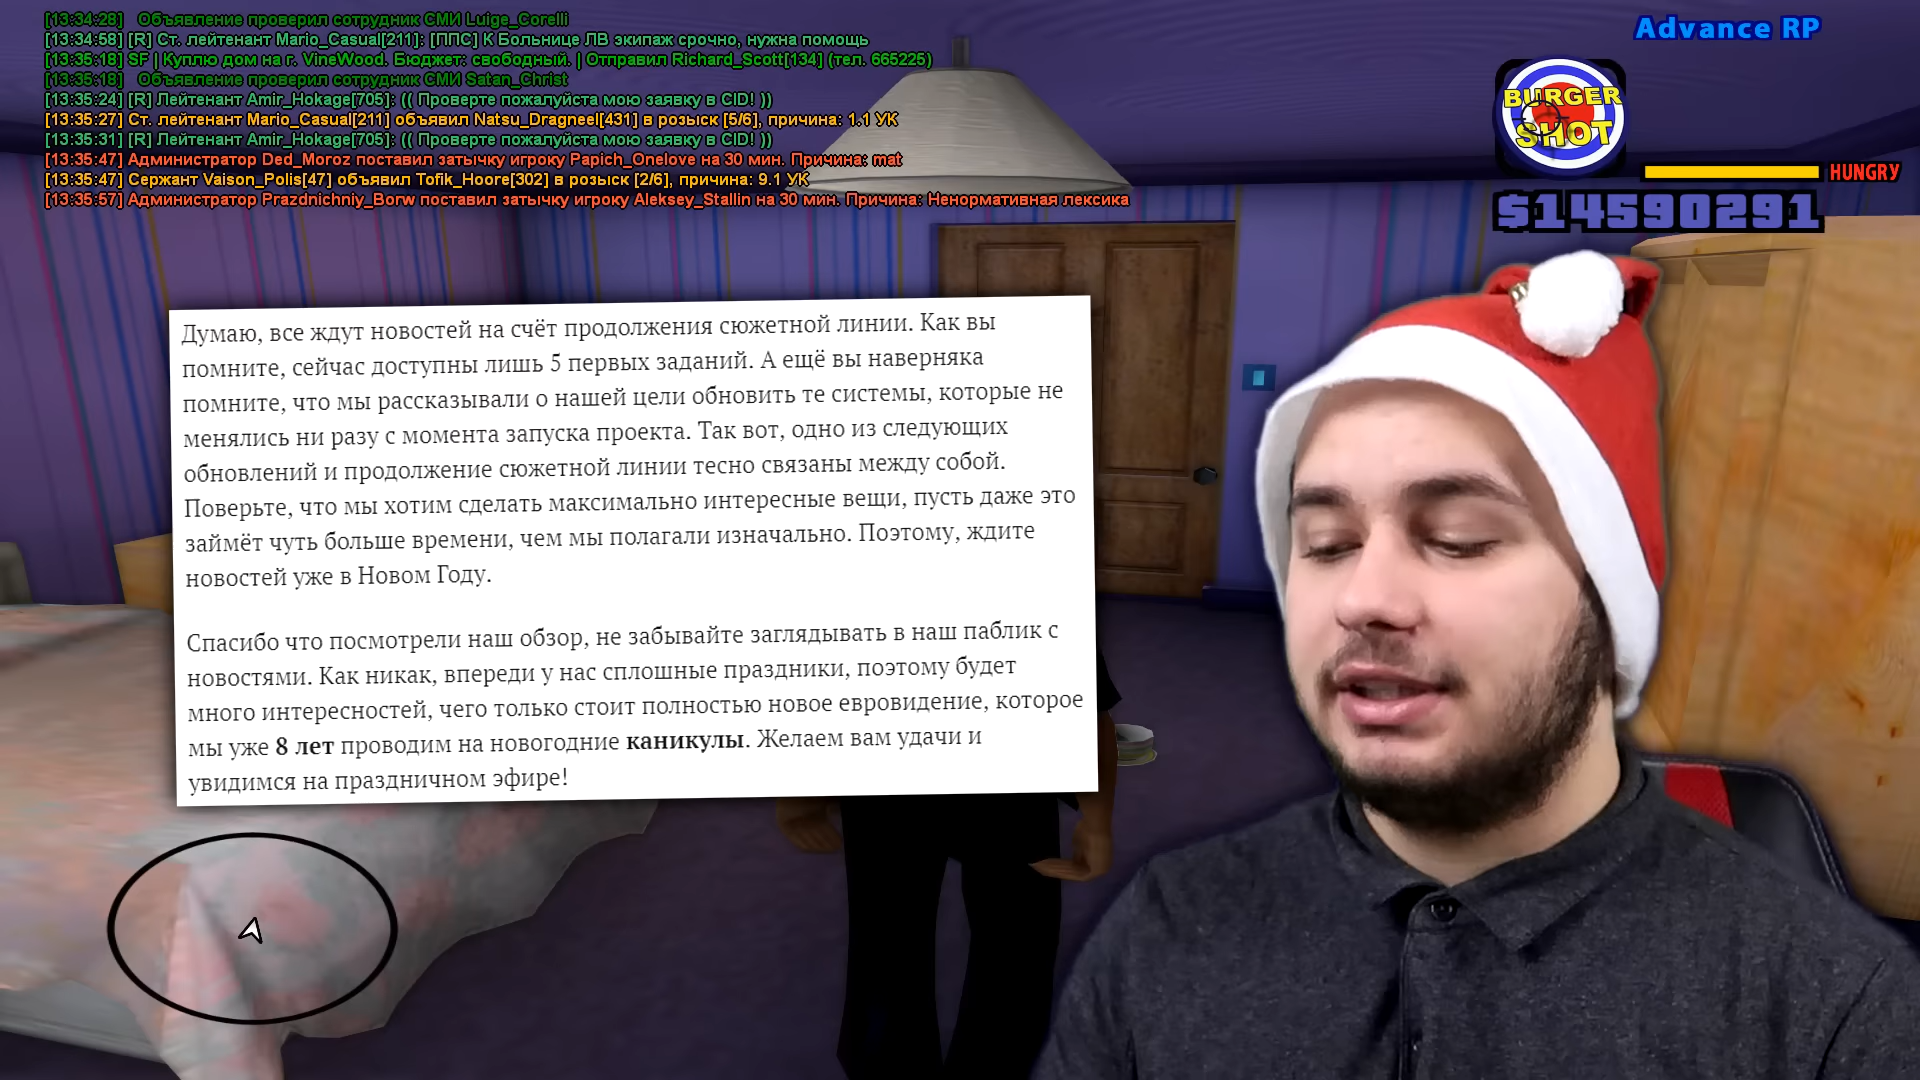 [13:34:28] Объявление проверил сотрудник СМИ Luige_Corelli
[13:34:58] [R] Ст. лейтенант Mario_Casual[211]: [ППС] К Больнице ЛВ экипаж срочно, нужна помощь
[13:35:18] SF | Куплю дом на г. VineWood. Бюджет: свободный. | Отправил Richard_Scott[134] (тел. 665225)
[13:35:18] Объявление проверил сотрудник СМИ Satan_Christ
[13:35:24] [R] Лейтенант Amir_Hokage[705]: (( Проверте пожалуйста мою заявку в CID! ))
[13:35:27] Ст. лейтенант Mario_Casual[211] объявил Natsu_Dragneel[431] в розыск [5/6], причина: 1.1 УК
[13:35:31] [R] Лейтенант Amir_Hokage[705]: (( Проверте пожалуйста мою заявку в CID! ))
[13:35:47] Администратор Ded_Moroz поставил затычку игроку Papich_Onelove на 30 мин. Причина: mat
[13:35:47] Сержант Vaison_Polis[47] объявил Tofik_Hoore[302] в розыск [2/6], причина: 9.1 УК
[13:35:57] Администратор Prazdnichniy_Borw поставил затычку игроку Aleksey_Stallin на 30 мин. Причина: Ненормативная лексика
Advance RP
BURGER
SHOT
HUNGRY
$14590291
Думаю, все ждут новостей на счёт продолжения сюжетной линии. Как вы
помните, сейчас доступны лишь 5 первых заданий. А ещё вы наверняка
помните, что мы рассказывали о нашей цели обновить те системы, которые не
менялись ни разу с момента запуска проекта. Так вот, одно из следующих
обновлений и продолжение сюжетной линии тесно связаны между собой.
Поверьте, что мы хотим сделать максимально интересные вещи, пусть даже это
займёт чуть больше времени, чем мы полагали изначально. Поэтому, ждите
новостей уже в Новом Году.
Спасибо что посмотрели наш обзор, не забывайте заглядывать в наш паблик с
новостями. Как никак, впереди у нас сплошные праздники, поэтому будет
много интересностей, чего только стоит полностью новое евровидение, которое
мы уже 8 лет проводим на новогодние каникулы. Желаем вам удачи и
увидимся на праздничном эфире!